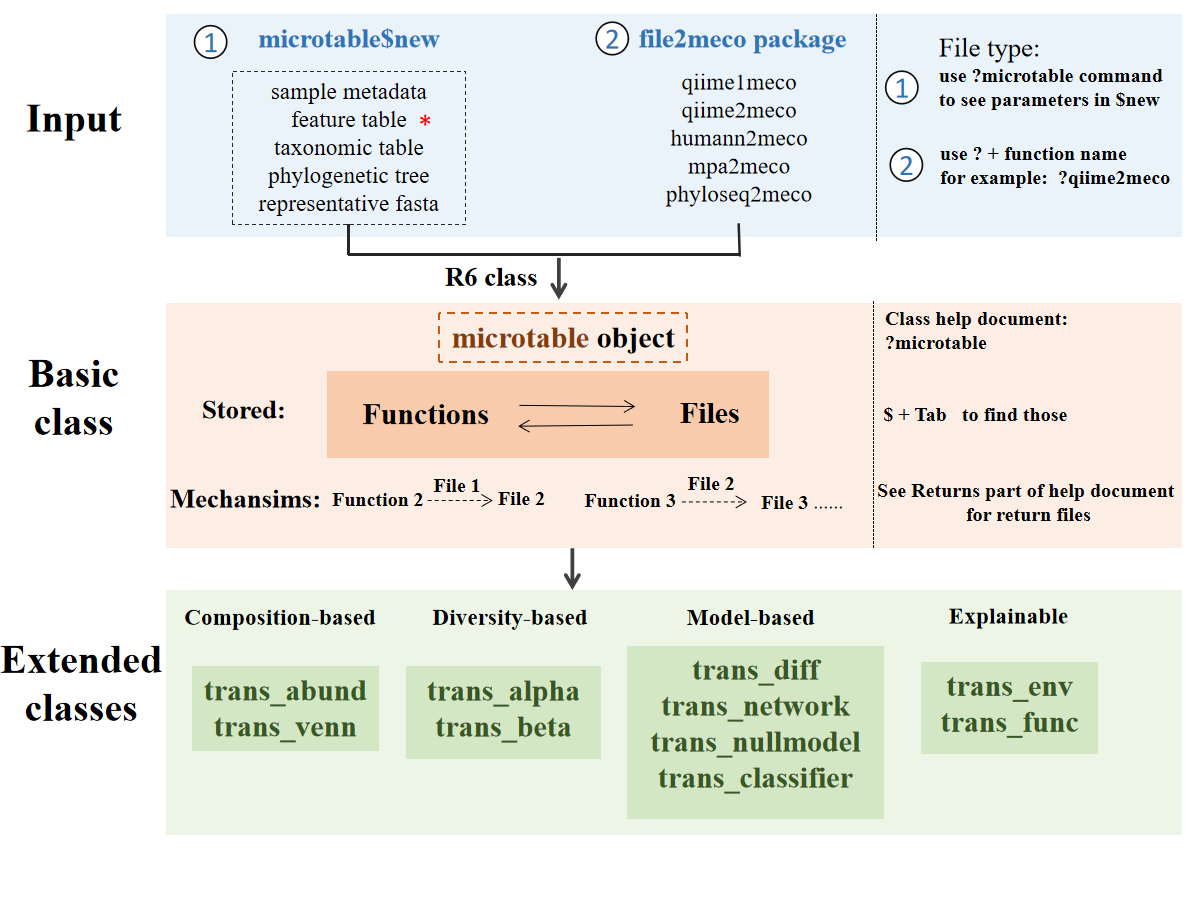 Input
1 microtable$new
sample metadata
feature table *
taxonomic table
phylogenetic tree
representative fasta
2 file2meco package
qiime1meco
qiime2meco
humann2meco
mpa2meco
phyloseq2meco
File type:
1 use ?microtable command
to see parameters in $new
2 use ? + function name
for example: ?qiime2meco
R6 class
Basic
class
microtable object
Stored:
Functions Files
Mechansims: Function 2 File 1 File 2 Function 3 File 2 File 3 ......
Class help document:
?microtable
$ + Tab to find those
See Returns part of help document
for return files
Extended
classes
Composition-based
trans_abund
trans_venn
Diversity-based
trans_alpha
trans_beta
Model-based
trans_diff
trans_network
trans_nullmodel
trans_classifier
Explainable
trans_env
trans_func